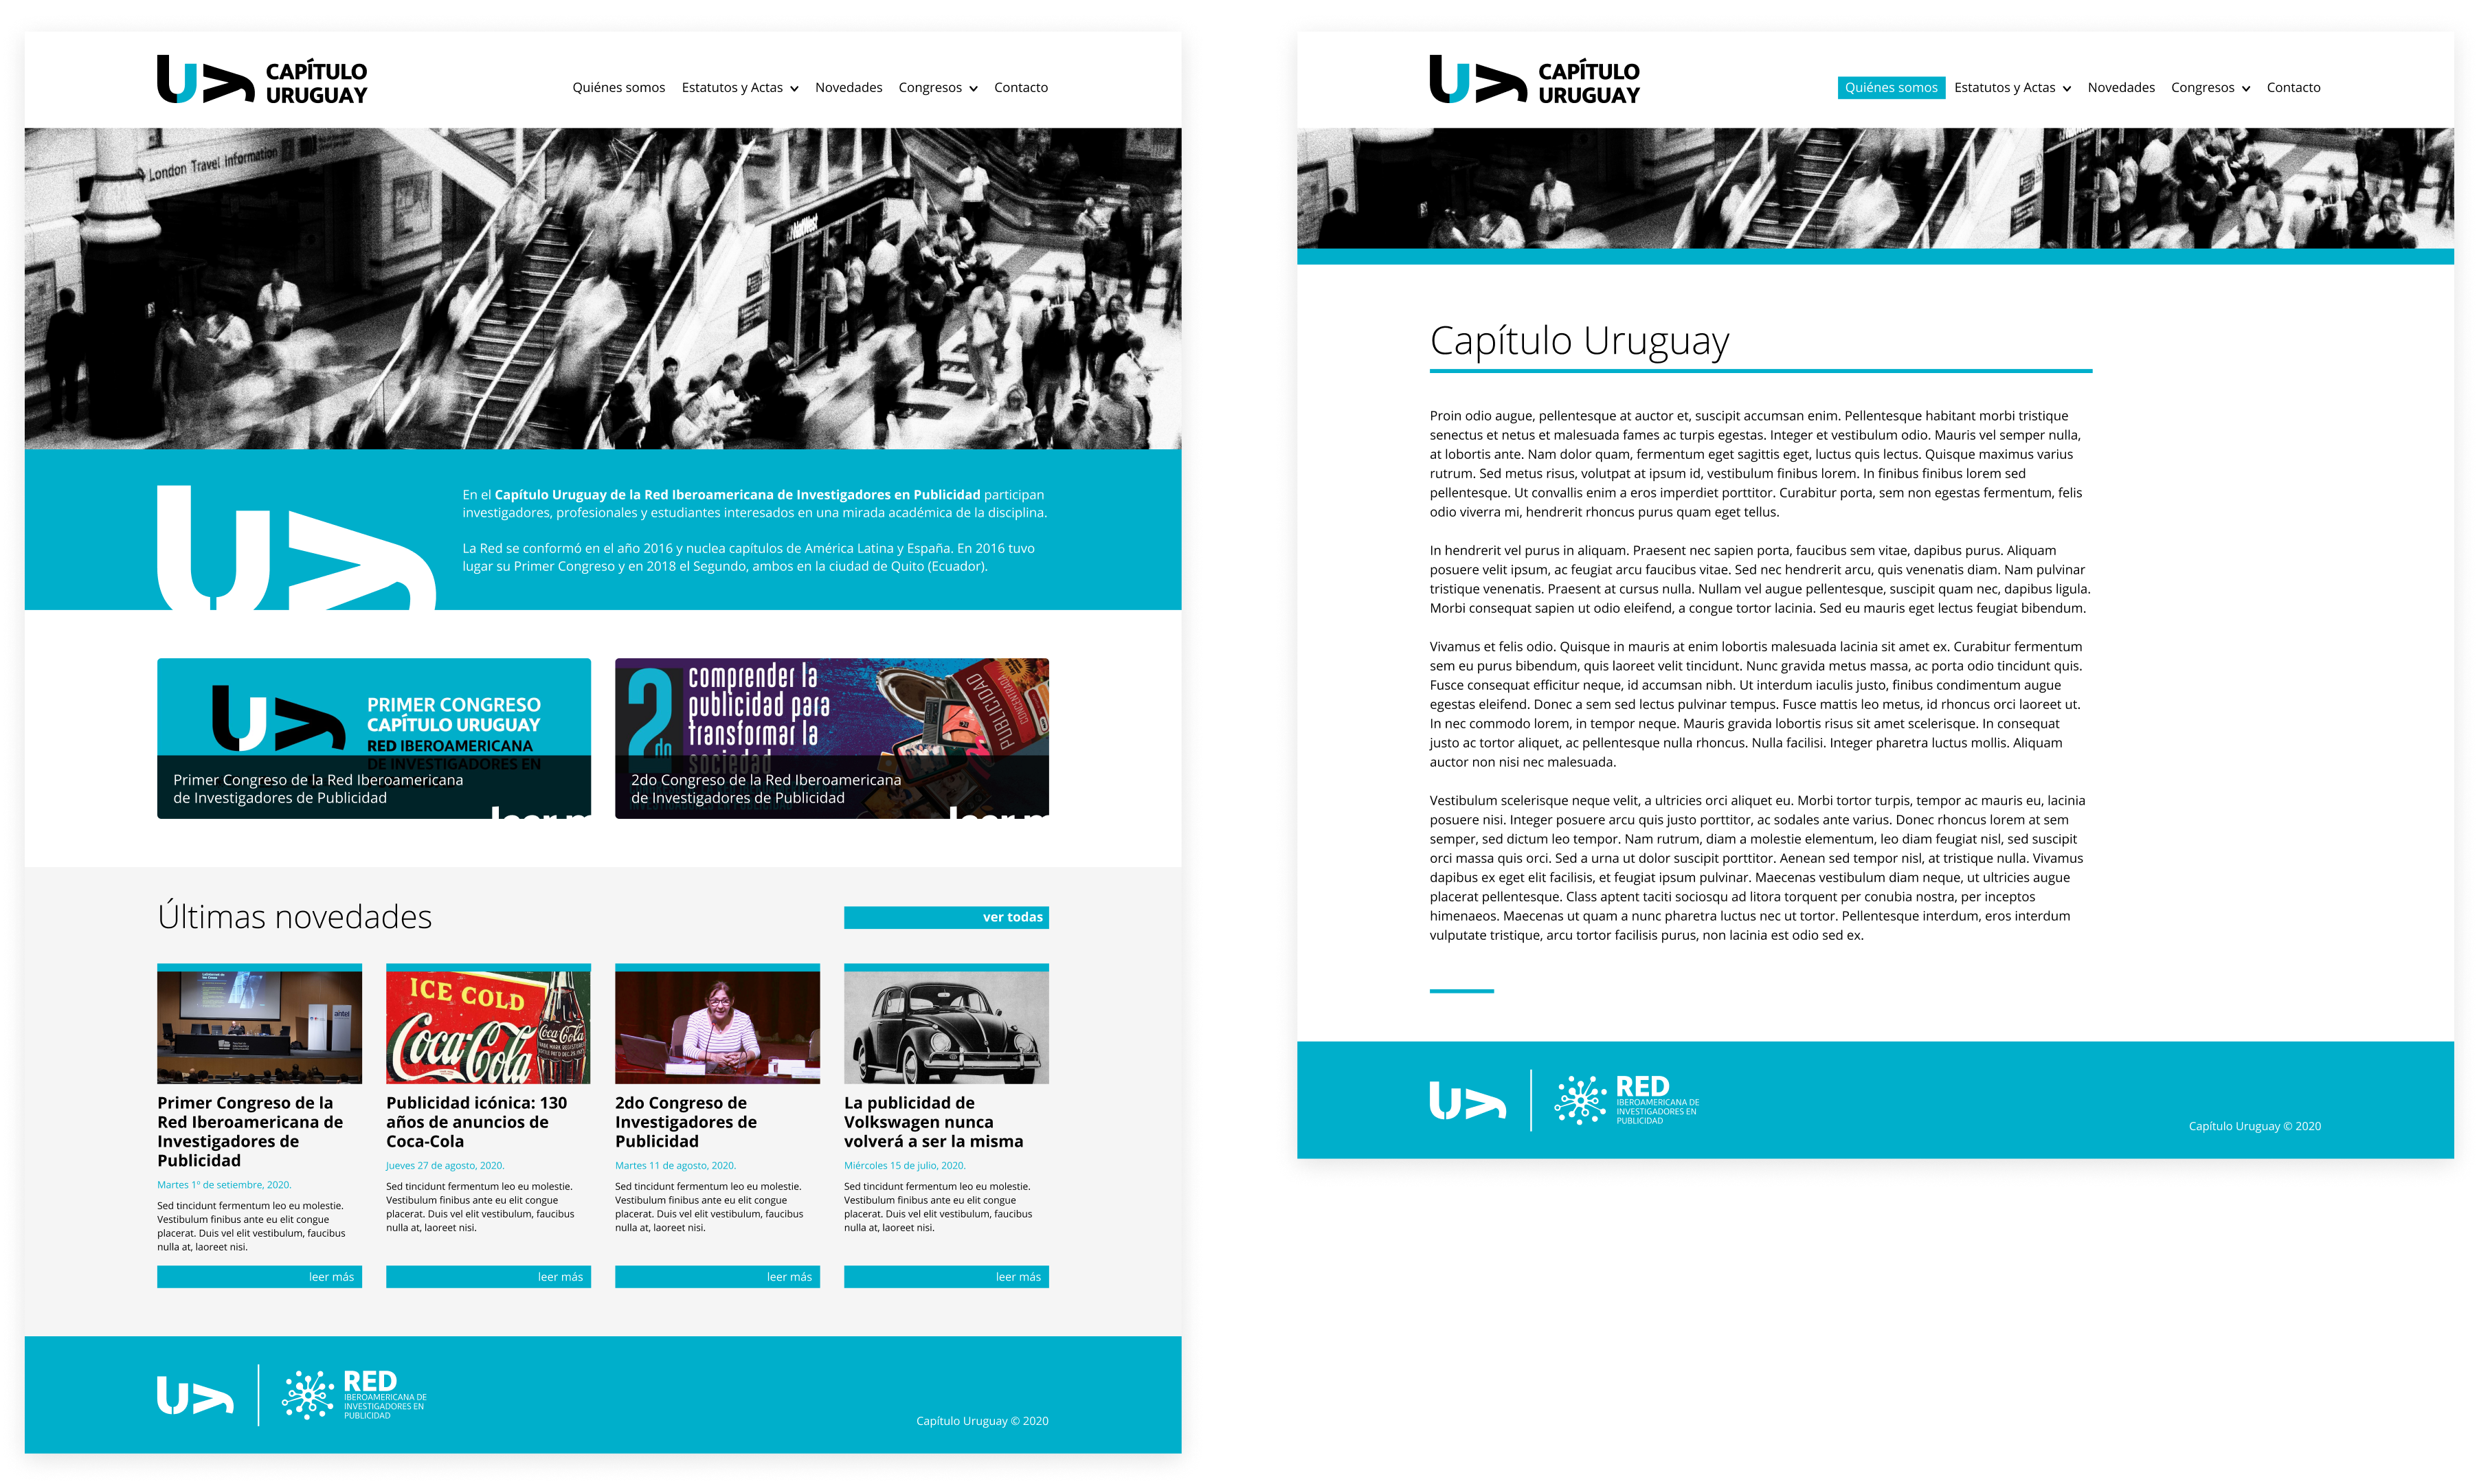 CAPÍTULO
URUGUAY
Quiénes somos
Estatutos y Actas
Novedades
Congresos
Contacto
London Travel information
NatWest
En el Capítulo Uruguay de la Red Iberoamericana de Investigadores en Publicidad participan
investigadores, profesionales y estudiantes interesados en una mirada académica de la disciplina.
La Red se conformó en el año 2016 y nuclea capítulos de América Latina y España. En 2016 tuvo
lugar su Primer Congreso y en 2018 el Segundo, ambos en la ciudad de Quito (Ecuador).
PRIMER CONGRESO
CAPÍTULO URUGUAY
RED IBEROAMERICANA
DE INVESTIGADORES EN
Primer Congreso de la Red Iberoamericana
de Investigadores de Publicidad
leer m
2do
comprender la
publicidad para
transformar la
sociedad
PUBLICIDAD
CONCENTRADA
2do Congreso de la Red Iberoamericana
de Investigadores de Publicidad
leer m
Últimas novedades
ver todas
antel
ICE COLD
Coca-Cola
Coca-Cola
Primer Congreso de la
Red Iberoamericana de
Investigadores de
Publicidad
Martes 1º de setiembre, 2020.
Sed tincidunt fermentum leo eu molestie.
Vestibulum finibus ante eu elit congue
placerat. Duis vel elit vestibulum, faucibus
nulla at, laoreet nisi.
leer más
Publicidad icónica: 130
años de anuncios de
Coca-Cola
Jueves 27 de agosto, 2020.
Sed tincidunt fermentum leo eu molestie.
Vestibulum finibus ante eu elit congue
placerat. Duis vel elit vestibulum, faucibus
nulla at, laoreet nisi.
leer más
2do Congreso de
Investigadores de
Publicidad
Martes 11 de agosto, 2020.
Sed tincidunt fermentum leo eu molestie.
Vestibulum finibus ante eu elit congue
placerat. Duis vel elit vestibulum, faucibus
nulla at, laoreet nisi.
leer más
La publicidad de
Volkswagen nunca
volverá a ser la misma
Miércoles 15 de julio, 2020.
Sed tincidunt fermentum leo eu molestie.
Vestibulum finibus ante eu elit congue
placerat. Duis vel elit vestibulum, faucibus
nulla at, laoreet nisi.
leer más
RED
IBEROAMERICANA DE
INVESTIGADORES EN
PUBLICIDAD
Capítulo Uruguay © 2020
CAPÍTULO
URUGUAY
Quiénes somos
Estatutos y Actas
Novedades
Congresos
Contacto
Capítulo Uruguay
Proin odio augue, pellentesque at auctor et, suscipit accumsan enim. Pellentesque habitant morbi tristique
senectus et netus et malesuada fames ac turpis egestas. Integer et vestibulum odio. Mauris vel semper nulla,
at lobortis ante. Nam dolor quam, fermentum eget sagittis eget, luctus quis lectus. Quisque maximus varius
rutrum. Sed metus risus, volutpat at ipsum id, vestibulum finibus lorem. In finibus finibus lorem sed
pellentesque. Ut convallis enim a eros imperdiet porttitor. Curabitur porta, sem non egestas fermentum, felis
odio viverra mi, hendrerit rhoncus purus quam eget tellus.
In hendrerit vel purus in aliquam. Praesent nec sapien porta, faucibus sem vitae, dapibus purus. Aliquam
posuere velit ipsum, ac feugiat arcu faucibus vitae. Sed nec hendrerit arcu, quis venenatis diam. Nam pulvinar
tristique venenatis. Praesent at cursus nulla. Nullam vel augue pellentesque, suscipit quam nec, dapibus ligula.
Morbi consequat sapien ut odio eleifend, a congue tortor lacinia. Sed eu mauris eget lectus feugiat bibendum.
Vivamus et felis odio. Quisque in mauris at enim lobortis malesuada lacinia sit amet ex. Curabitur fermentum
sem eu purus bibendum, quis laoreet velit tincidunt. Nunc gravida metus massa, ac porta odio tincidunt quis.
Fusce consequat efficitur neque, id accumsan nibh. Ut interdum iaculis justo, finibus condimentum augue
egestas eleifend. Donec a sem sed lectus pulvinar tempus. Fusce mattis leo metus, id rhoncus orci laoreet ut.
In nec commodo lorem, in tempor neque. Mauris gravida lobortis risus sit amet scelerisque. In consequat
justo ac tortor aliquet, ac pellentesque nulla rhoncus. Nulla facilisi. Integer pharetra luctus mollis. Aliquam
auctor non nisi nec malesuada.
Vestibulum scelerisque neque velit, a ultricies orci aliquet eu. Morbi tortor turpis, tempor ac mauris eu, lacinia
posuere nisi. Integer posuere arcu quis justo porttitor, ac sodales ante varius. Donec rhoncus lorem at sem
semper, sed dictum leo tempor. Nam rutrum, diam a molestie elementum, leo diam feugiat nisl, sed suscipit
orci massa quis orci. Sed a urna ut dolor suscipit porttitor. Aenean sed tempor nisl, at tristique nulla. Vivamus
dapibus ex eget elit facilisis, et feugiat ipsum pulvinar. Maecenas vestibulum diam neque, ut ultricies augue
placerat pellentesque. Class aptent taciti sociosqu ad litora torquent per conubia nostra, per inceptos
himenaeos. Maecenas ut quam a nunc pharetra luctus nec ut tortor. Pellentesque interdum, eros interdum
vulputate tristique, arcu tortor facilisis purus, non lacinia est odio sed ex.
RED
IBEROAMERICANA DE
INVESTIGADORES EN
PUBLICIDAD
Capítulo Uruguay © 2020